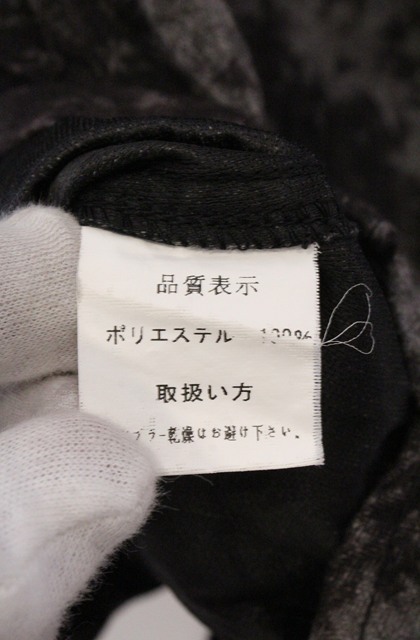 品質表示
ポリエステル 100%
取扱い方
ブラー乾燥はお避け下さい。